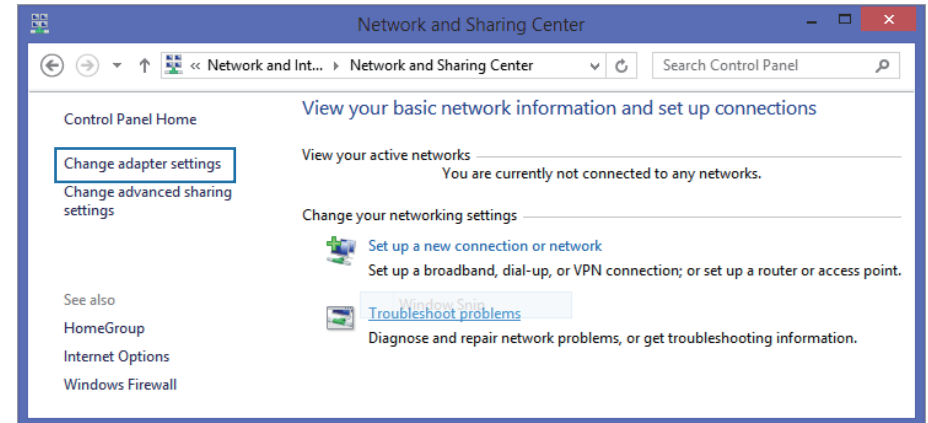 Network and Sharing Center
« Network and Int... Network and Sharing Center
Search Control Panel
Control Panel Home
Change adapter settings
Change advanced sharing
settings
See also
HomeGroup
Internet Options
Windows Firewall
View your basic network information and set up connections
View your active networks
You are currently not connected to any networks.
Change your networking settings
Set up a new connection or network
Set up a broadband, dial-up, or VPN connection; or set up a router or access point.
Window Snip
Troubleshoot problems
Diagnose and repair network problems, or get troubleshooting information.